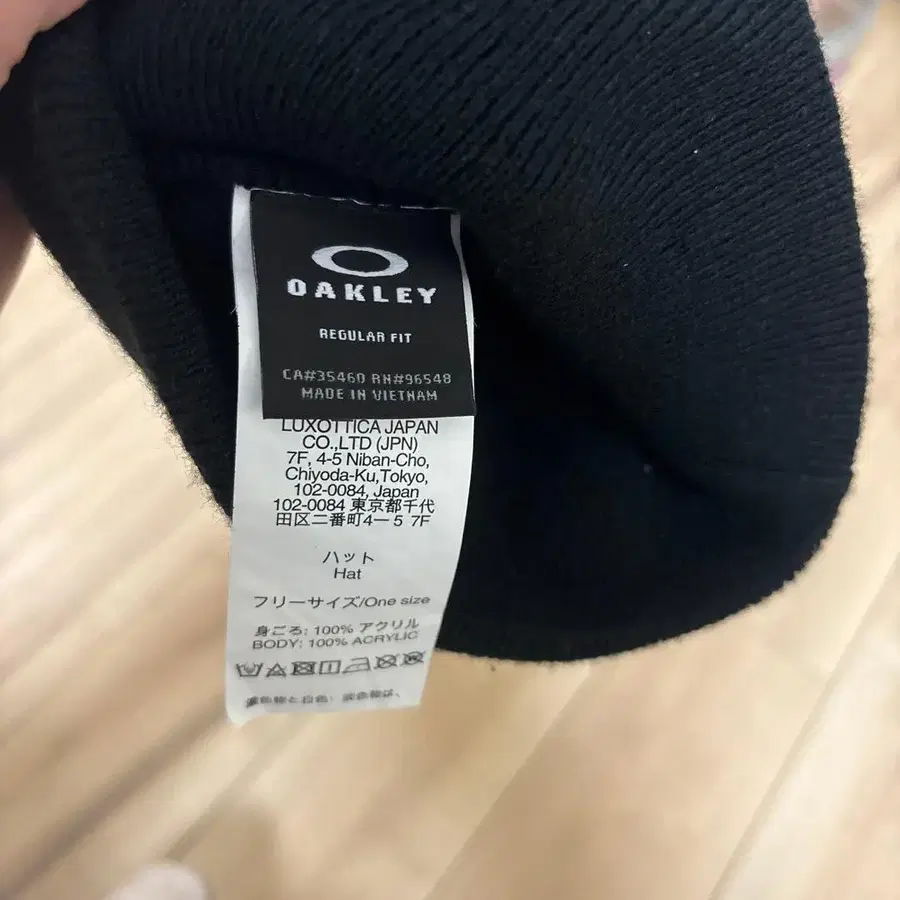 OAKLEY
REGULAR FIT
CA#35460 RN#96548
MADE IN VIETNAM
LUXOTTICA JAPAN
CO.,LTD (JPN)
7F, 4-5 Niban-Cho,
Chiyoda-Ku,Tokyo,
102-0084, Japan
102-0084 東京都千代
田区二番町4ー5 7F
ハット
Hat
フリーサイズ/One size
身ごろ: 100% アクリル
BODY: 100% ACRYLIC